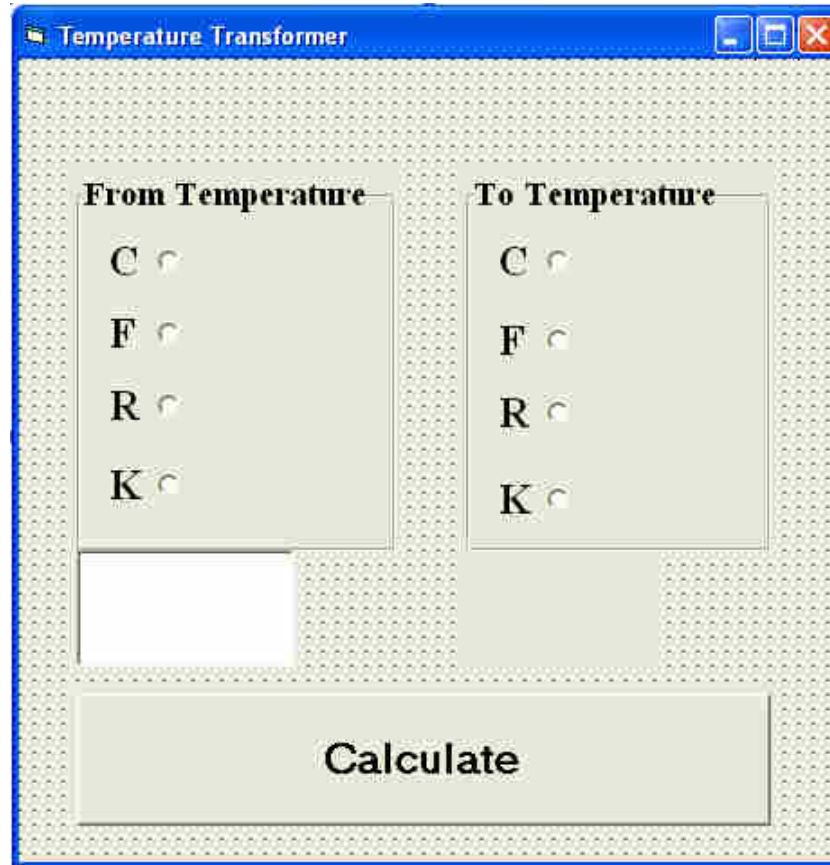 Temperature Transformer
From Temperature
C
F
R
K
To Temperature
C
F
R
K
Calculate